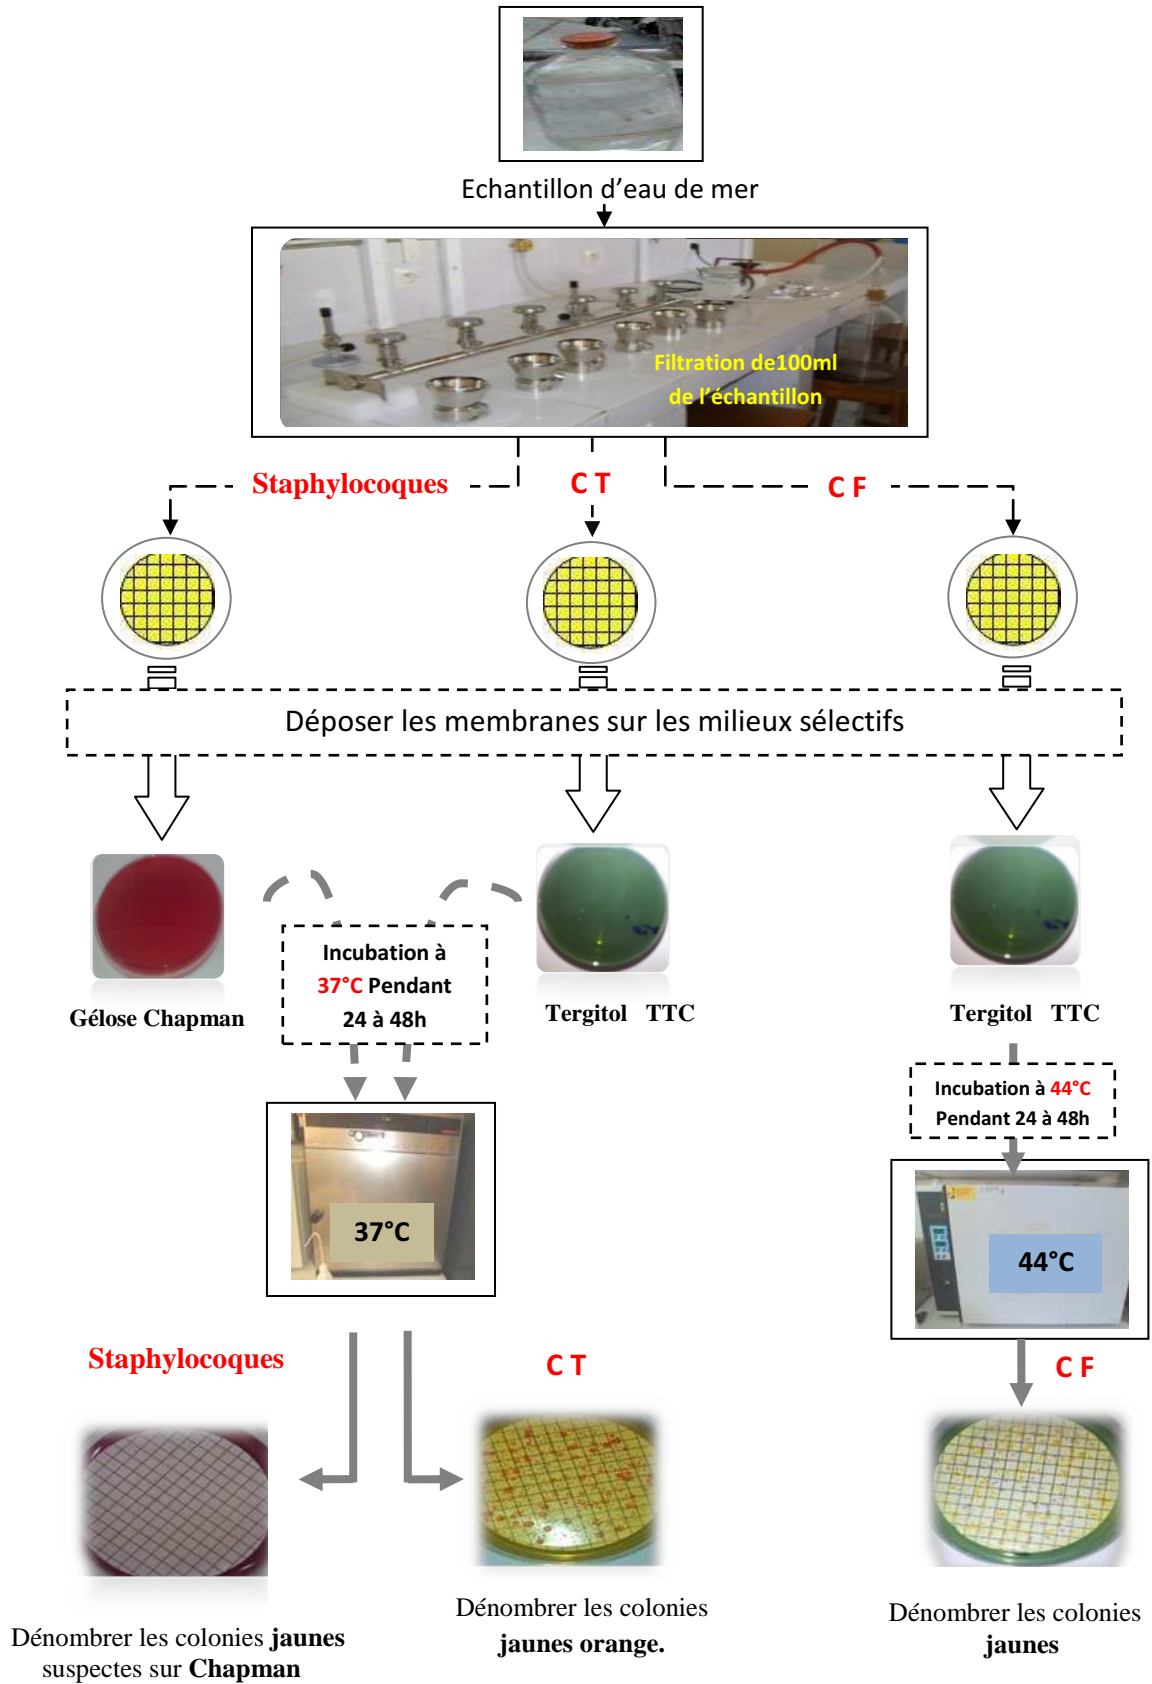 Echantillon d'eau de mer
Filtration de100ml
de l'échantillon
Staphylocoques
C T
C F
Déposer les membranes sur les milieux sélectifs
Incubation à
37°C Pendant
24 à 48h
Gélose Chapman
Tergitol TTC
Tergitol TTC
Incubation à 44°C
Pendant 24 à 48h
37°C
44°C
Staphylocoques
C T
C F
Dénombrer les colonies jaunes
suspectes sur Chapman
Dénombrer les colonies
jaunes orange.
Dénombrer les colonies
jaunes